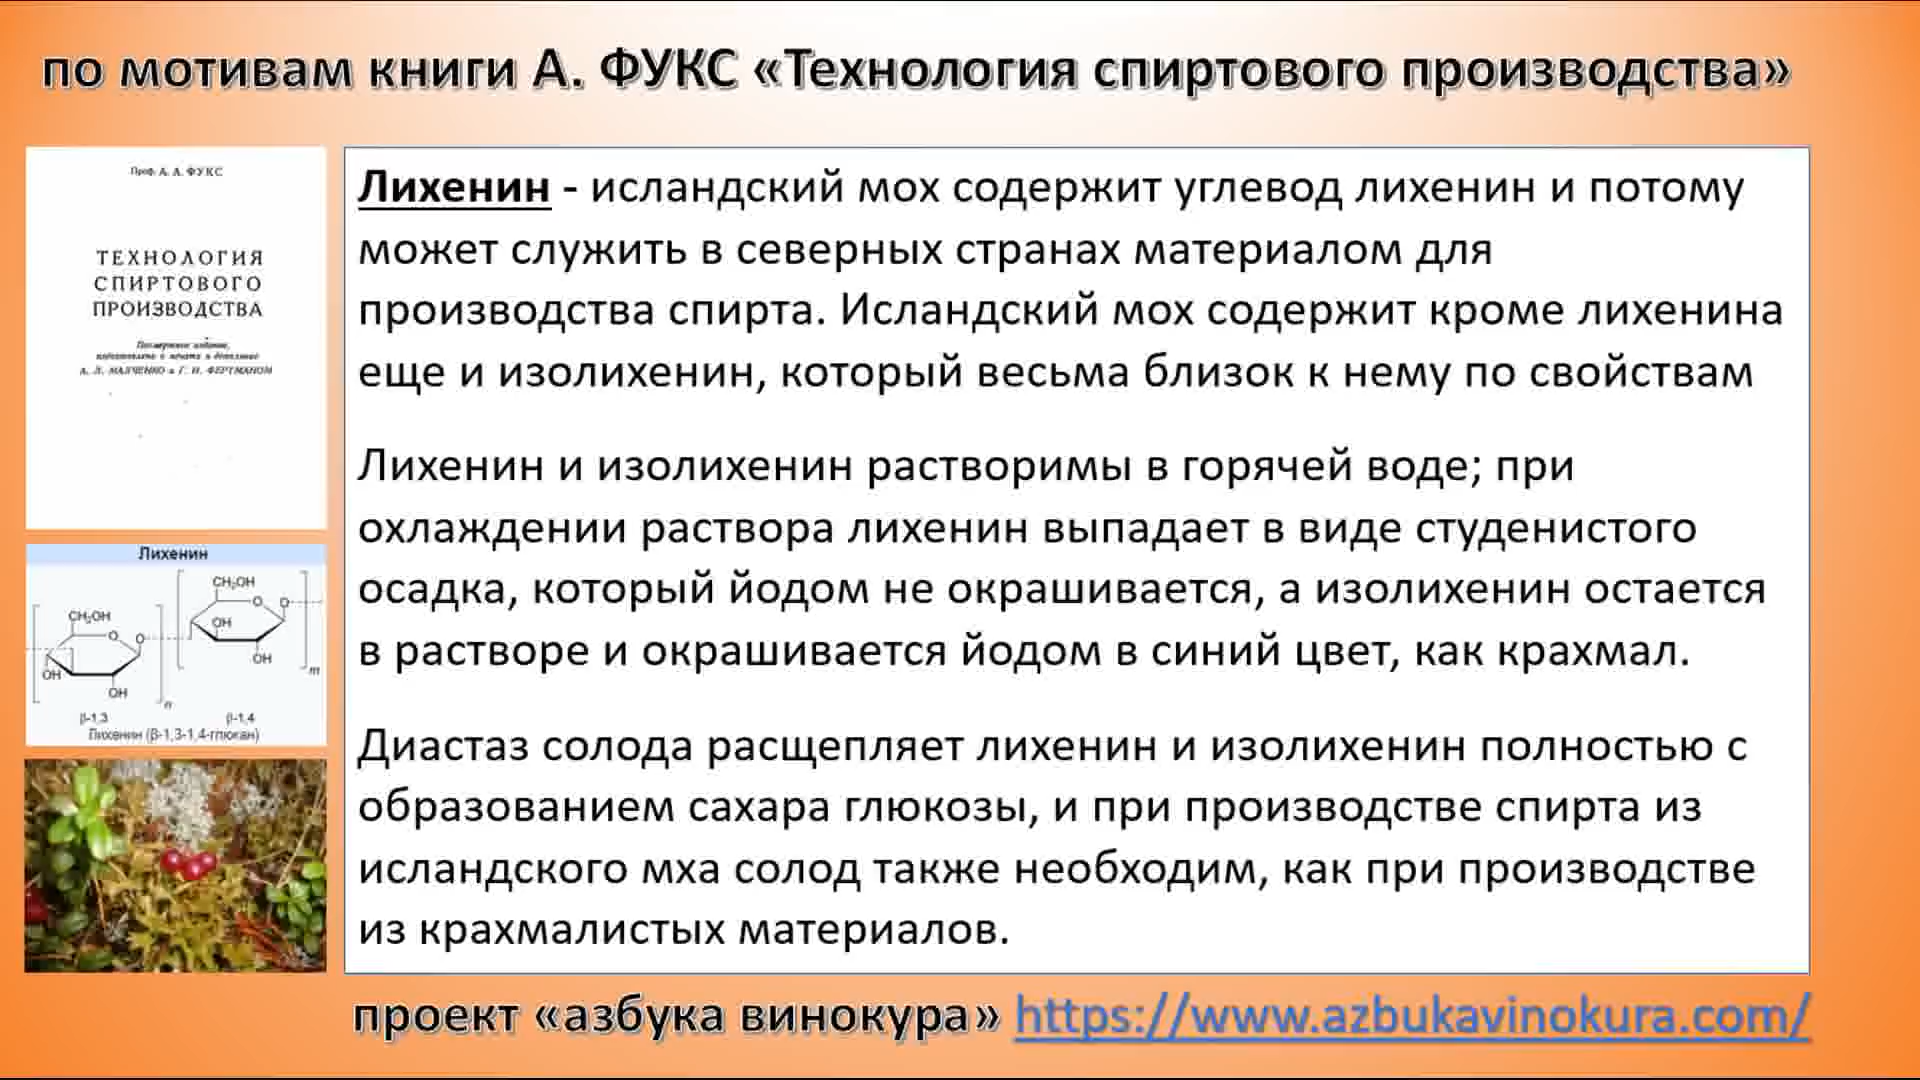 по мотивам книги А. ФУКС «Технология спиртового производства»
Проф. А. А. ФУКС
ТЕХНОЛОГИЯ
СПИРТОВОГО
ПРОИЗВОДСТВА
Посмертное издание,
А. Л. МАЛЧЕНКО и Г. И. ФЕРТМАНОМ
Лихенин
CH₂OH
O
O
OH
OH
m
CH₂OH
O
O
OH
OH
n
β-1,3
β-1,4
Лихенин (β-1,3-1,4-глюкан)
Лихенин - исландский мох содержит углевод лихенин и потому
может служить в северных странах материалом для
производства спирта. Исландский мох содержит кроме лихенина
еще и изолихенин, который весьма близок к нему по свойствам
Лихенин и изолихенин растворимы в горячей воде; при
охлаждении раствора лихенин выпадает в виде студенистого
осадка, который йодом не окрашивается, а изолихенин остается
в растворе и окрашивается йодом в синий цвет, как крахмал.
Диастаз солода расщепляет лихенин и изолихенин полностью с
образованием сахара глюкозы, и при производстве спирта из
исландского мха солод также необходим, как при производстве
из крахмалистых материалов.
проект «азбука винокура» https://www.azbukavinokura.com/